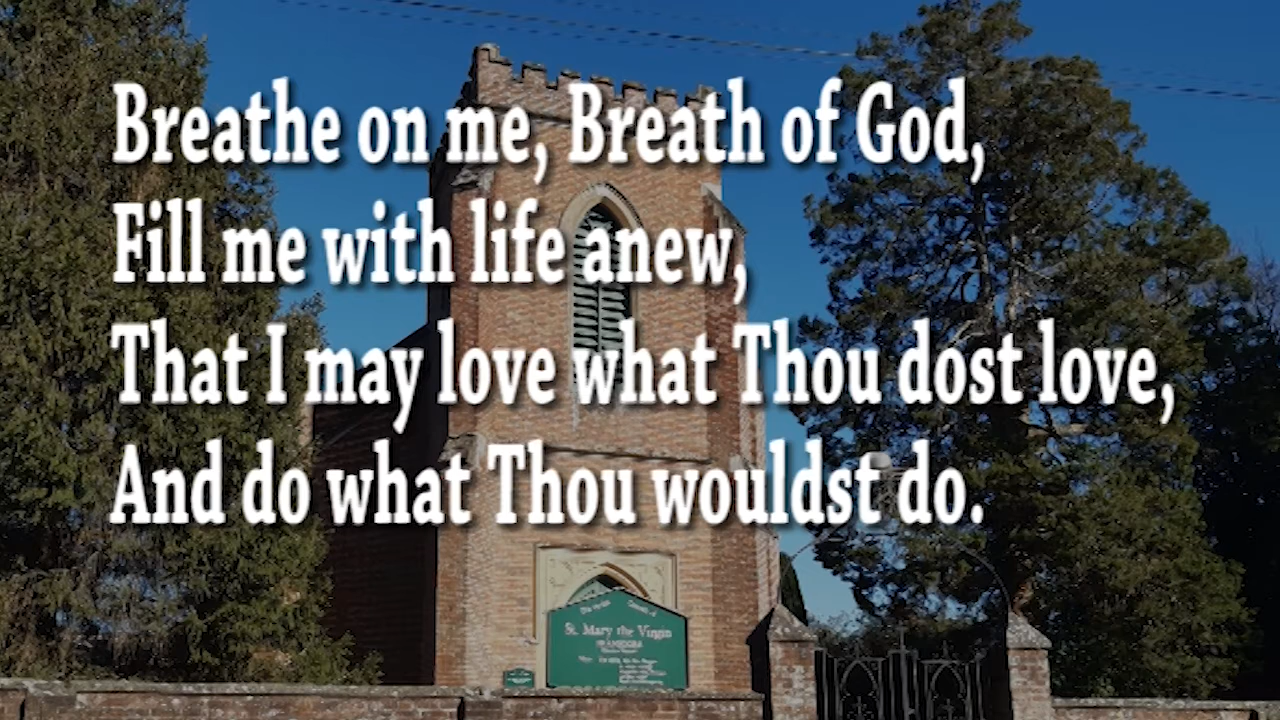 Breathe on me, Breath of God,
Fill me with life anew,
That I may love what Thou dost love,
And do what Thou wouldst do.
St. Mary the Virgin